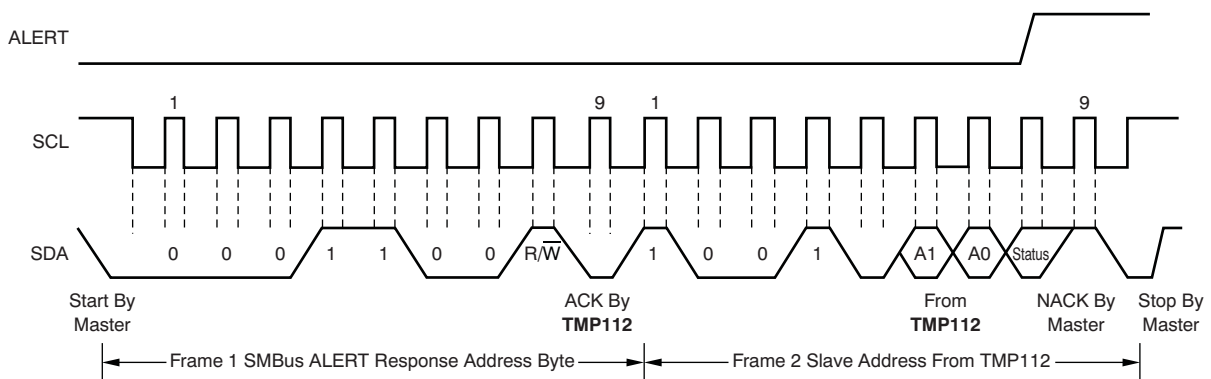 ALERT
1 9 1 9
SCL
SDA 0 0 0 1 1 0 0 R/W 1 0 0 1 A1 A0 Status
Start By Master
ACK By TMP112
From TMP112
NACK By Master
Stop By Master
Frame 1 SMBus ALERT Response Address Byte
Frame 2 Slave Address From TMP112